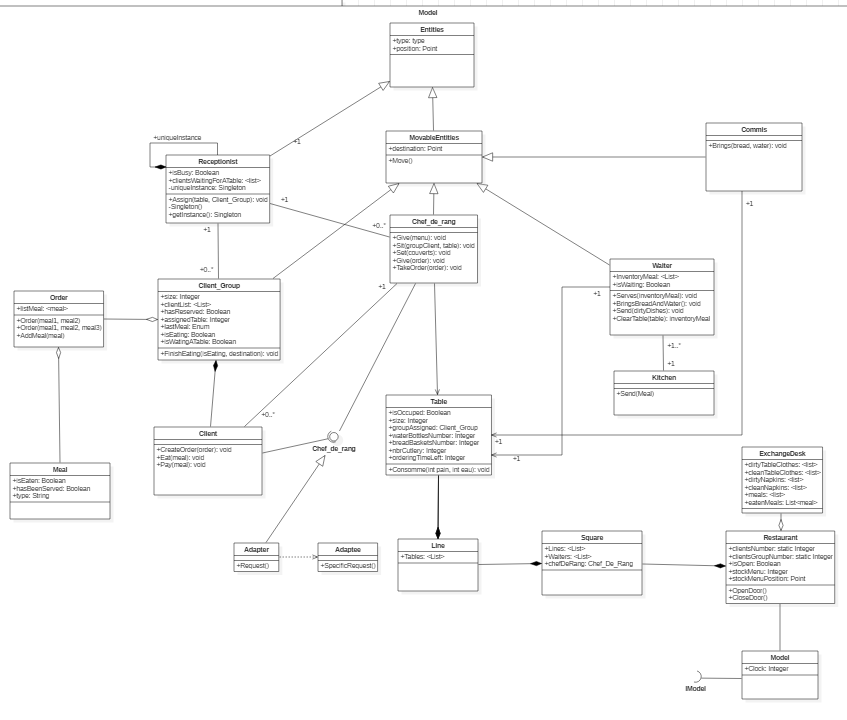 Model
Entities
+type: type
+position: Point
+1
MovableEntities
+destination: Point
+Move()
Commis
+Brings(bread, water): void
+1
+uniqueInstance
Receptionist
+isBusy: Boolean
+clientsWaitingForATable: <list>
-uniqueInstance: Singleton
+Assign(table, Client_Group): void
-Singleton()
+getInstance(): Singleton
+1
+0..*
+1
+0..*
Chef_de_rang
+Give(menu): void
+Sit(groupClient, table): void
+Set(couverts): void
+Give(order): void
+TakeOrder(order): void
+1
Waiter
+InventoryMeal: <List>
+isWaiting: Boolean
+Serves(inventoryMeal): void
+BringsBreadAndWater(): void
+Send(dirtyDishes): void
+ClearTable(table): InventoryMeal
+1
+1..*
+1
Kitchen
+Send(Meal)
Order
+listMeal: <meal>
+Order(meal1, meal2)
+Order(meal1, meal2, meal3)
+AddMeal(meal)
Client_Group
+size: Integer
+clientList: <List>
+hasReserved: Boolean
+assignedTable: Integer
+lastMeal: Enum
+isEating: Boolean
+isWatingATable: Boolean
+FinishEating(isEating, destination): void
Client
+CreateOrder(order): void
+Eat(meal): void
+Pay(meal): void
+0..*
Chef_de_rang
Table
+isOccuped: Boolean
+size: Integer
+groupAssigned: Client_Group
+waterBottlesNumber: Integer
+breadBasketsNumber: Integer
+nbrCutlery: Integer
+orderingTimeLeft: Integer
+Consomme(int pain, int eau): void
+1
+1
Meal
+isEaten: Boolean
+hasBeenServed: Boolean
+type: String
ExchangeDesk
+dirtyTableClothes: <list>
+cleanTableClothes: <list>
+dirtyNapkins: <list>
+cleanNapkins: <list>
+meals: <list>
+eatenMeals: List<meal>
Adapter
+Request()
Adaptee
+SpecificRequest()
Line
+Tables: <List>
Square
+Lines: <List>
+Waiters: <List>
+chefDeRang: Chef_De_Rang
Restaurant
+clientsNumber: static Integer
+clientsGroupNumber: static Integer
+isOpen: Boolean
+stockMenu: Integer
+stockMenuPosition: Point
+OpenDoor()
+CloseDoor()
Model
+Clock: Integer
IModel